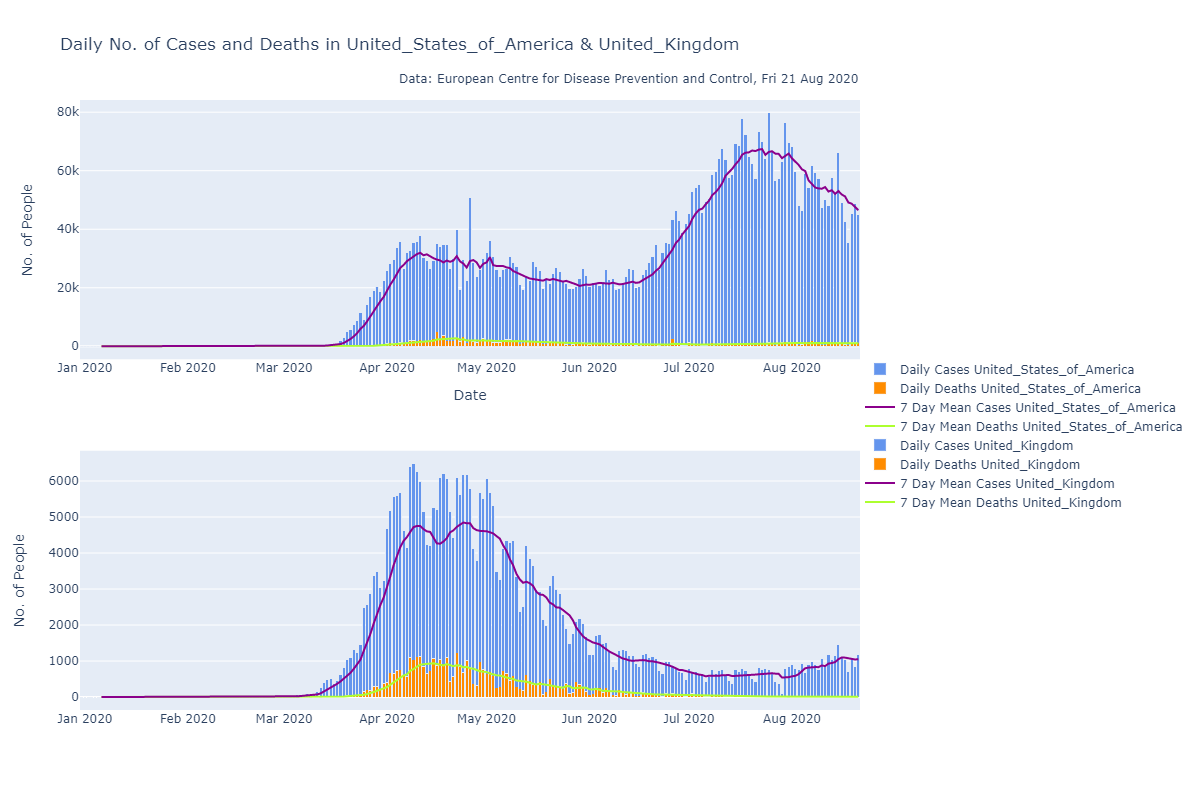 Daily No. of Cases and Deaths in United_States_of_America & United_Kingdom
Data: European Centre for Disease Prevention and Control, Fri 21 Aug 2020
80k
60k
40k
20k
0
No. of People
Jan 2020 Feb 2020 Mar 2020 Apr 2020 May 2020 Jun 2020 Jul 2020 Aug 2020
Date
Daily Cases United_States_of_America
Daily Deaths United_States_of_America
7 Day Mean Cases United_States_of_America
7 Day Mean Deaths United_States_of_America
Daily Cases United_Kingdom
Daily Deaths United_Kingdom
7 Day Mean Cases United_Kingdom
7 Day Mean Deaths United_Kingdom
6000
5000
4000
3000
2000
1000
0
No. of People
Jan 2020 Feb 2020 Mar 2020 Apr 2020 May 2020 Jun 2020 Jul 2020 Aug 2020